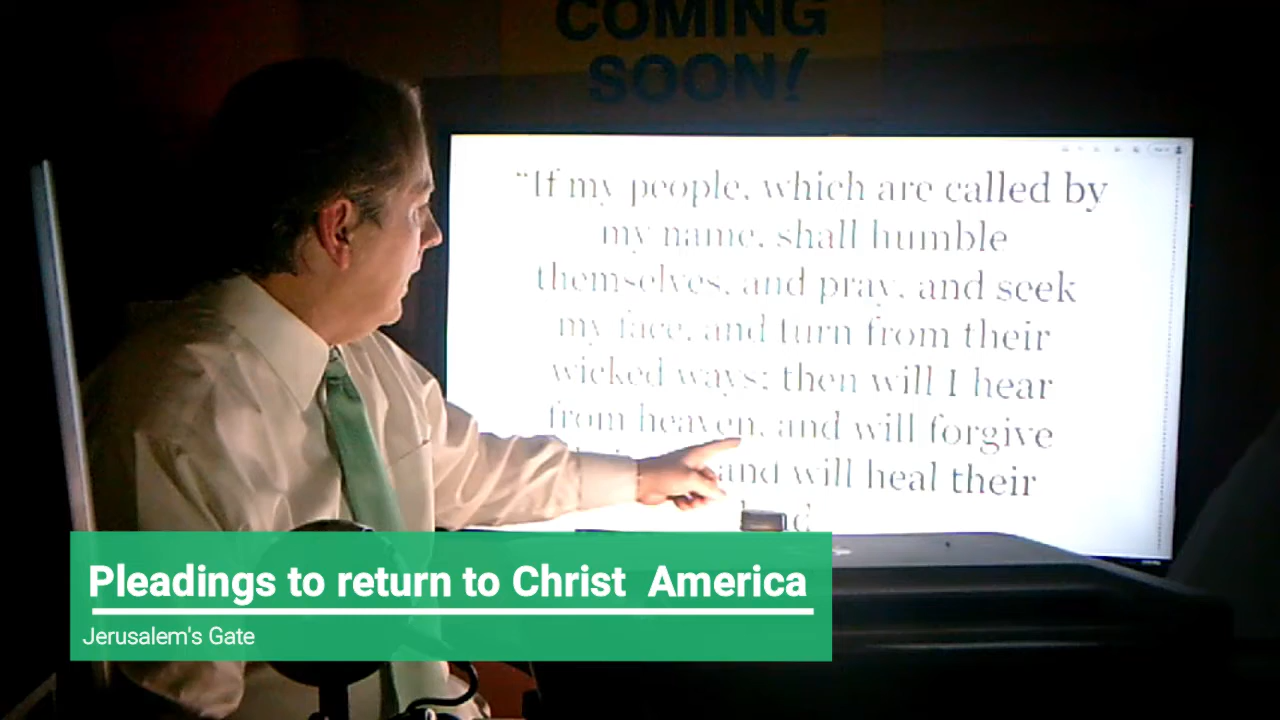 COMING
SOON!
"If my people, which are called by
my name, shall humble
themselves, and pray, and seek
my face, and turn from their
wicked ways; then will I hear
from heaven, and will forgive
and will heal their
Pleadings to return to Christ  America
Jerusalem's Gate